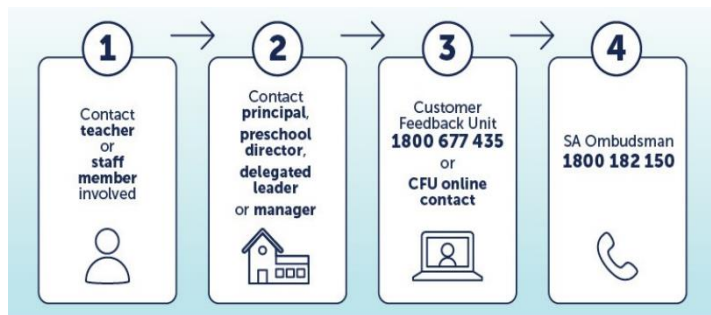 1
Contact
teacher
or
staff
member
involved
2
Contact
principal,
preschool
director,
delegated
leader
or manager
3
Customer
Feedback Unit
1800 677 435
or
CFU online
contact
4
SA Ombudsman
1800 182 150